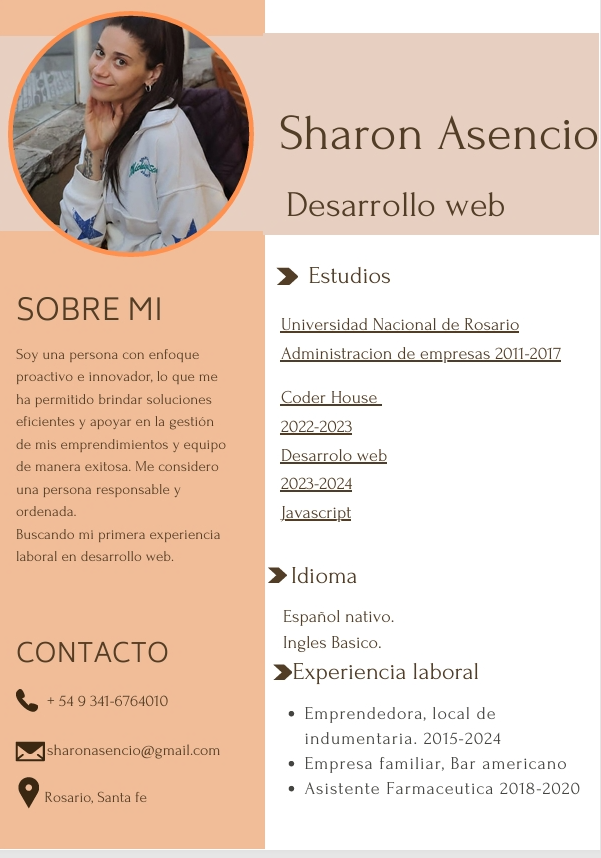 Sharon Asencio
Desarrollo web
SOBRE MI
Soy una persona con enfoque
proactivo e innovador, lo que me
ha permitido brindar soluciones
eficientes y apoyar en la gestión
de mis emprendimientos y equipo
de manera exitosa. Me considero
una persona responsable y
ordenada.
Buscando mi primera experiencia
laboral en desarrollo web.
CONTACTO
+ 54 9 341-6764010
sharonasencio@gmail.com
Rosario, Santa fe
Estudios
Universidad Nacional de Rosario
Administracion de empresas 2011-2017
Coder House
2022-2023
Desarrolo web
2023-2024
Javascript
Idioma
Español nativo.
Ingles Basico.
Experiencia laboral
• Emprendedora, local de
indumentaria. 2015-2024
• Empresa familiar, Bar americano
• Asistente Farmaceutica 2018-2020